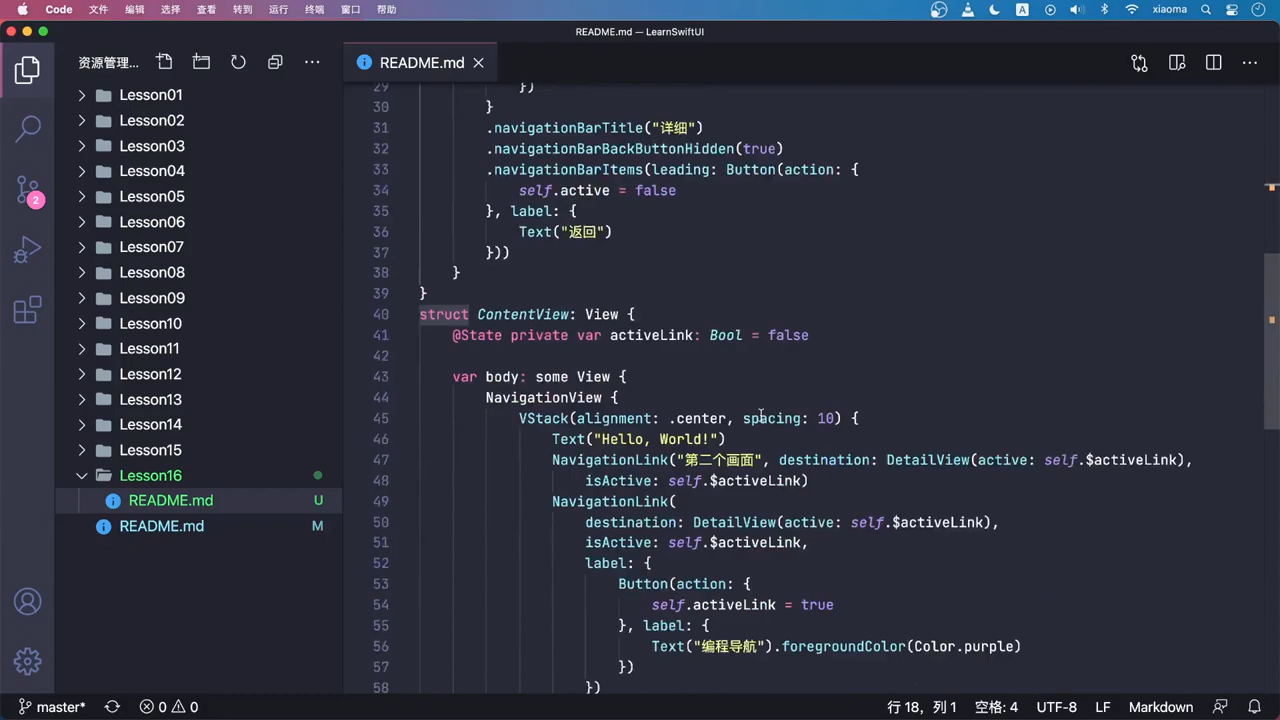 Code 文件 编辑 选择 查看 转到 运行 终端 窗口 帮助 A xiaoma
README.md — LearnSwiftUI
资源管理...
README.md
Lesson01
Lesson02
Lesson03
Lesson04
Lesson05
Lesson06
Lesson07
Lesson08
Lesson09
Lesson10
Lesson11
Lesson12
Lesson13
Lesson14
Lesson15
Lesson16
README.md U
README.md M
2
29 })
30 }
31 .navigationBarTitle("详细")
32 .navigationBarBackButtonHidden(true)
33 .navigationBarItems(leading: Button(action: {
34 self.active = false
35 }, label: {
36 Text("返回")
37 }))
38 }
39 }
40 struct ContentView: View {
41 @State private var activeLink: Bool = false
42
43 var body: some View {
44 NavigationView {
45 VStack(alignment: .center, spacing: 10) {
46 Text("Hello, World!")
47 NavigationLink("第二个画面", destination: DetailView(active: self.$activeLink),
48 isActive: self.$activeLink)
49 NavigationLink(
50 destination: DetailView(active: self.$activeLink),
51 isActive: self.$activeLink,
52 label: {
53 Button(action: {
54 self.activeLink = true
55 }, label: {
56 Text("编程导航").foregroundColor(Color.purple)
57 })
58 })
master* 0 0 行 18, 列 1 空格: 4 UTF-8 LF Markdown